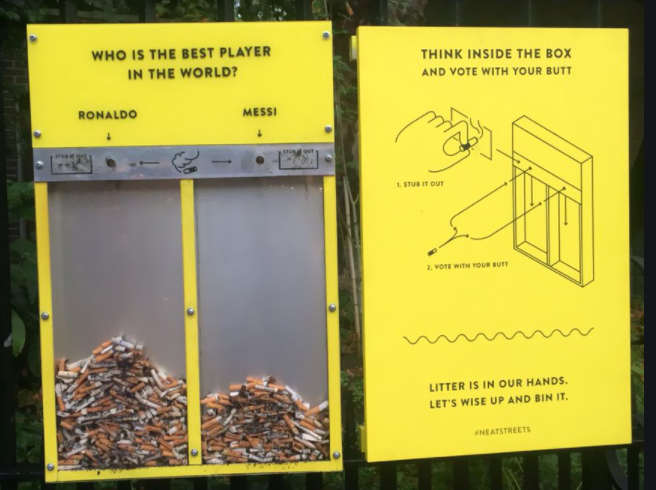 WHO IS THE BEST PLAYER
IN THE WORLD?
RONALDO
MESSI
STUB IT OUT
STUB IT OUT
THINK INSIDE THE BOX
AND VOTE WITH YOUR BUTT
1. STUB IT OUT
2. VOTE WITH YOUR BUTT
LITTER IS IN OUR HANDS.
LET'S WISE UP AND BIN IT.
#NEATSTREETS